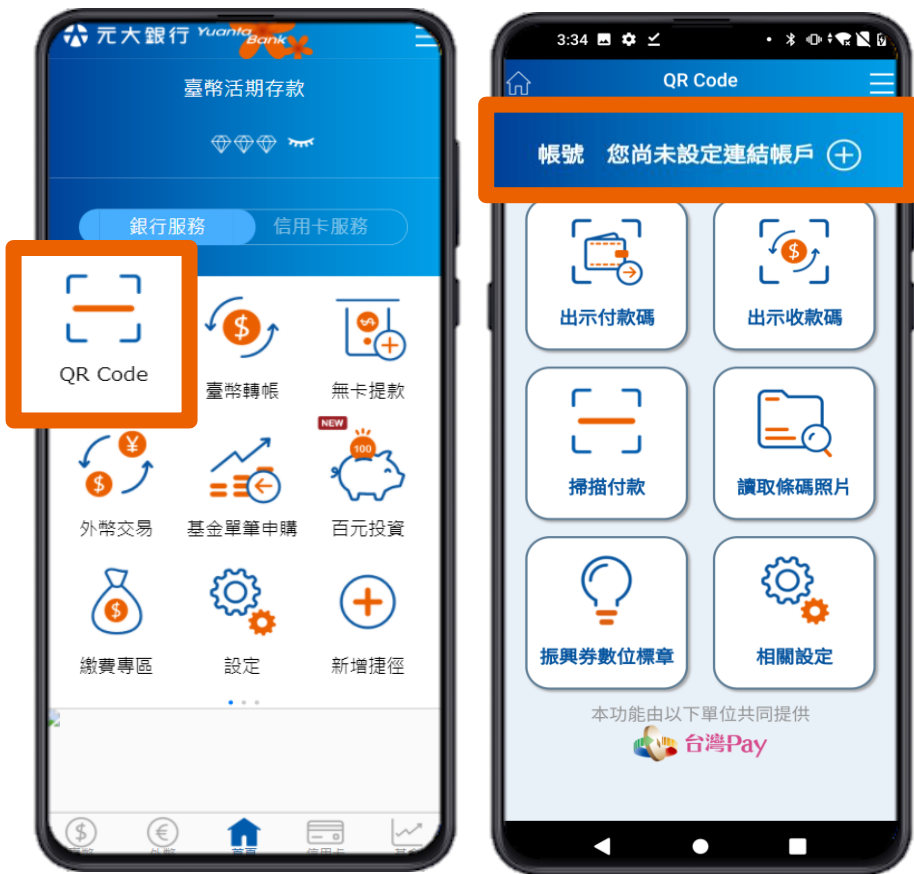 元大銀行 Yuanta Bank
臺幣活期存款
銀行服務 信用卡服務
QR Code
臺幣轉帳
無卡提款
NEW
100
外幣交易
基金單筆申購
百元投資
繳費專區
設定
新增捷徑
首頁
信用卡
3:34
QR Code
帳號 您尚未設定連結帳戶
出示付款碼
出示收款碼
掃描付款
讀取條碼照片
振興券數位標章
相關設定
本功能由以下單位共同提供
台灣Pay